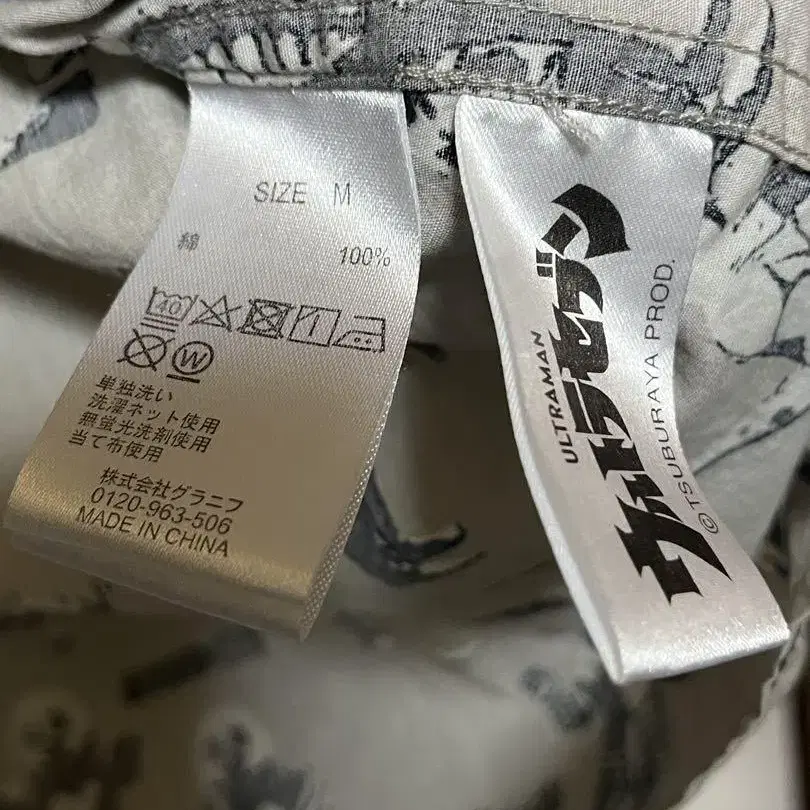 SIZE M
綿 100%
40
W
単独洗い
洗濯ネット使用
無蛍光洗剤使用
当て布使用
株式会社グラニフ
0120-963-506
MADE IN CHINA
ULTRAMAN
ウルトラセブン
©TSUBURAYA PROD.